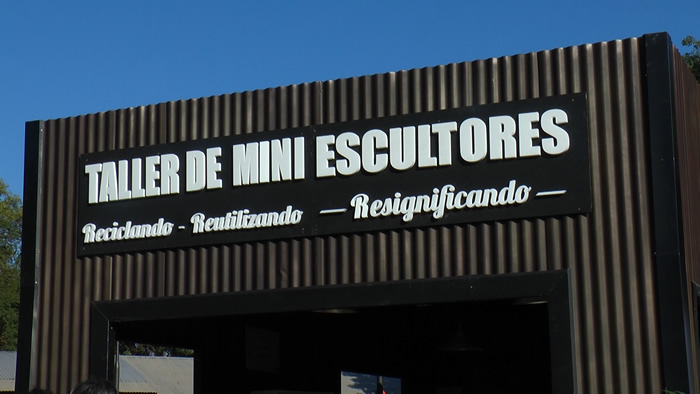 TALLER DE MINI ESCULTORES
Reciclando - Reutilizando — Resignificando —